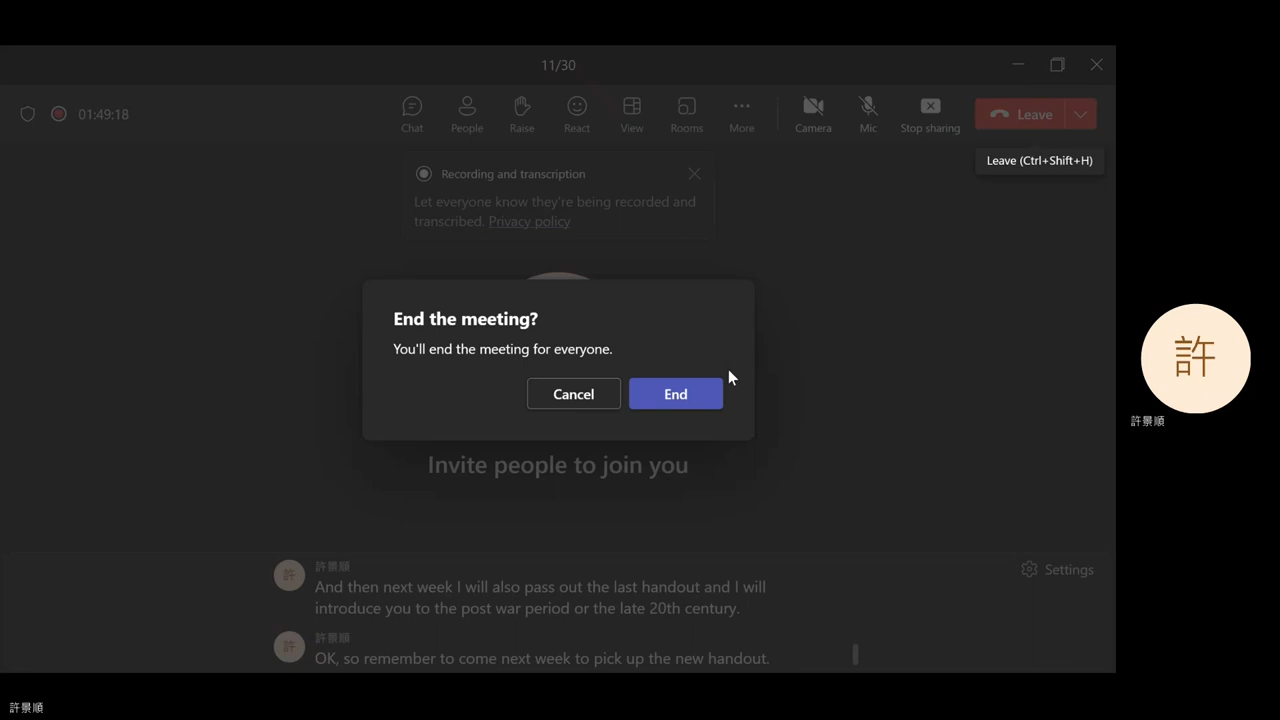 11/30
01:49:18
Chat
People
Raise
React
View
Rooms
More
Camera
Mic
Stop sharing
Leave
Leave (Ctrl+Shift+H)
Recording and transcription
Let everyone know they're being recorded and
transcribed. Privacy policy
End the meeting?
You'll end the meeting for everyone.
Cancel
End
許
許景順
Invite people to join you
許
許景順
And then next week I will also pass out the last handout and I will
introduce you to the post war period or the late 20th century.
Settings
許
許景順
OK, so remember to come next week to pick up the new handout.
許景順